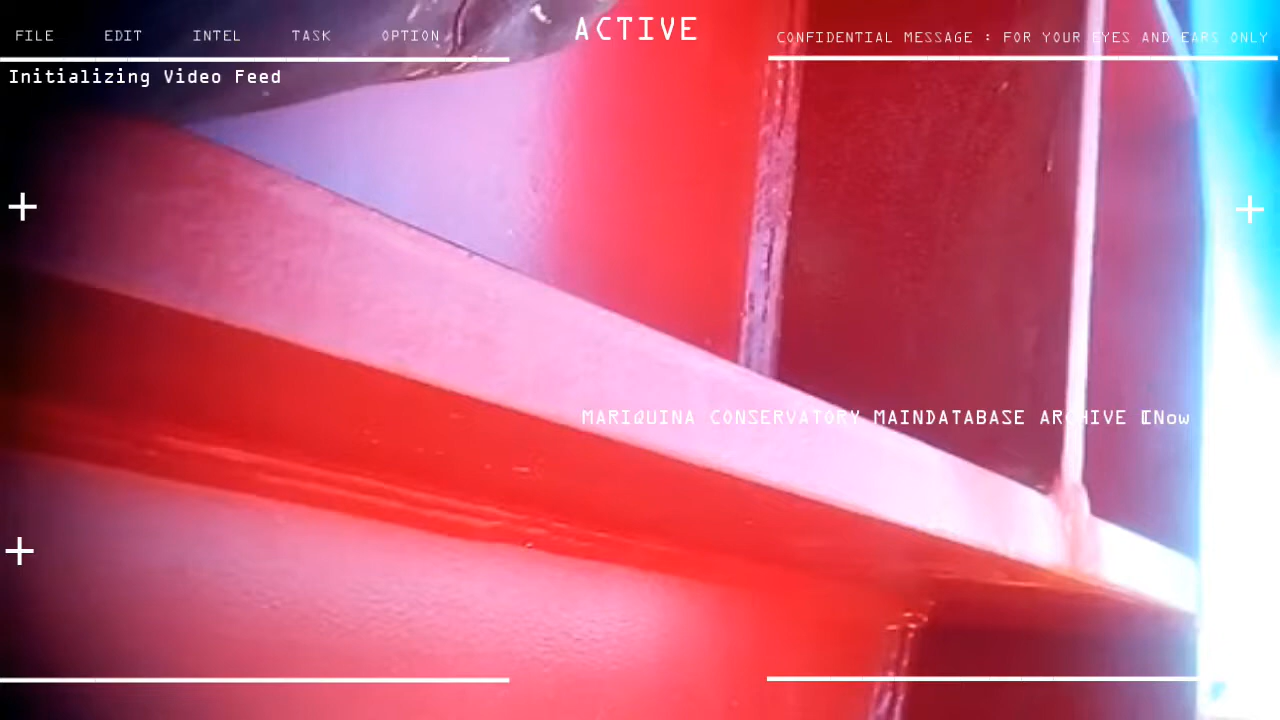 FILE EDIT INTEL TASK OPTION
ACTIVE
CONFIDENTIAL MESSAGE : FOR YOUR EYES AND EARS ONLY
Initializing Video Feed
MARIQUINA CONSERVATORY MAINDATABASE ARCHIVE [Now